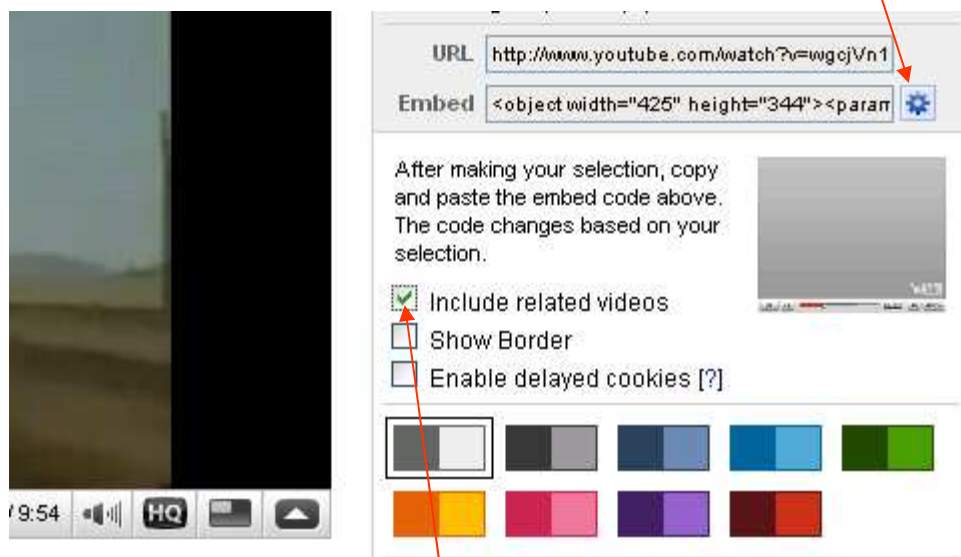 URL http://www.youtube.com/watch?v=wgcjVn1
Embed <object width="425" height="344"><param
After making your selection, copy
and paste the embed code above.
The code changes based on your
selection.
Include related videos
Show Border
Enable delayed cookies [?]
/ 9:54 HQ